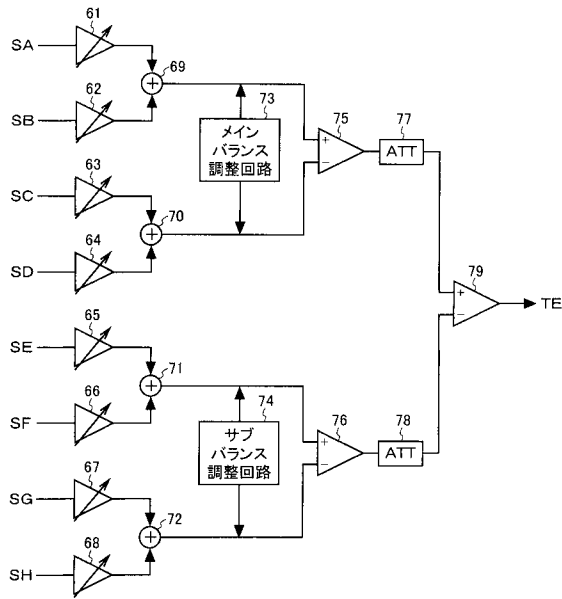 61
SA
69
62
SB
73
メイン
バランス
調整回路
75
77
+
−
ATT
63
SC
70
64
SD
79
+
−
TE
65
SE
71
66
SF
74
サブ
バランス
調整回路
76
78
+
−
ATT
67
SG
72
68
SH